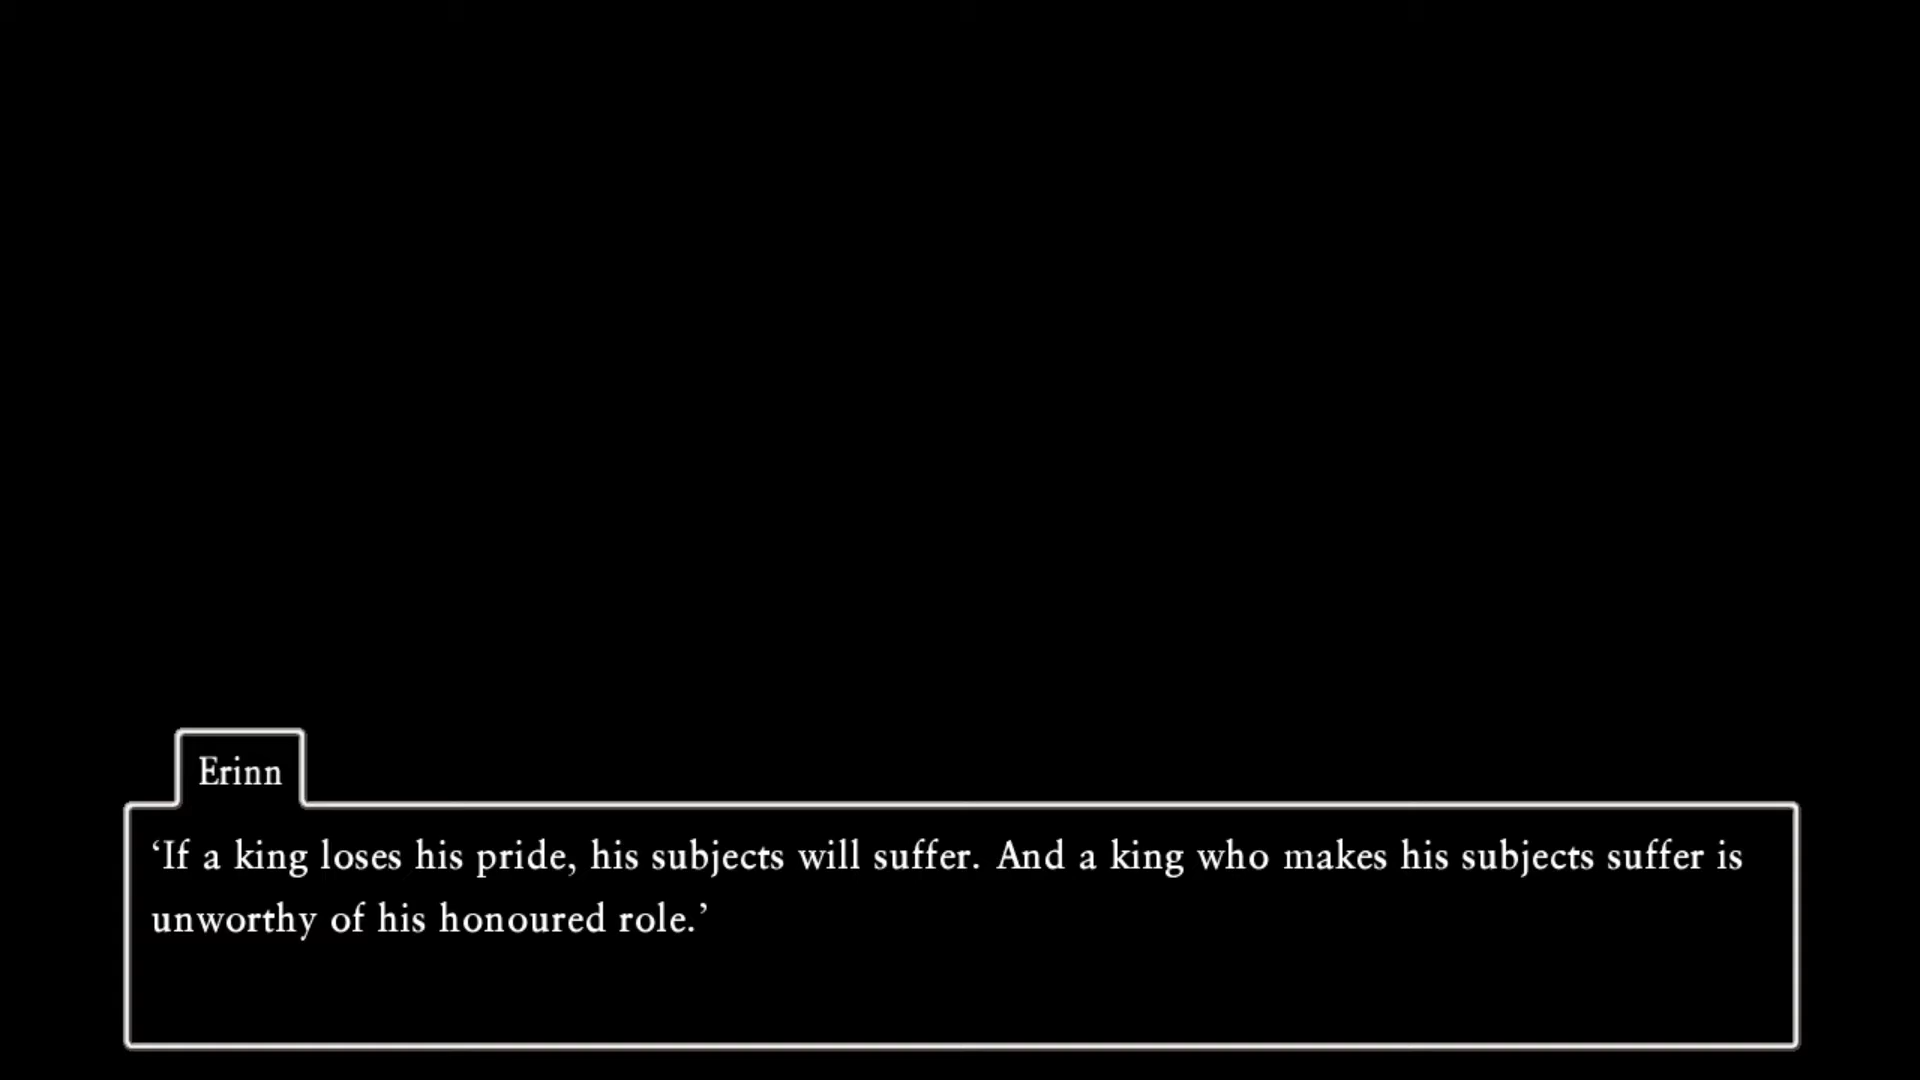 Erinn
‘If a king loses his pride, his subjects will suffer. And a king who makes his subjects suffer is
unworthy of his honoured role.’